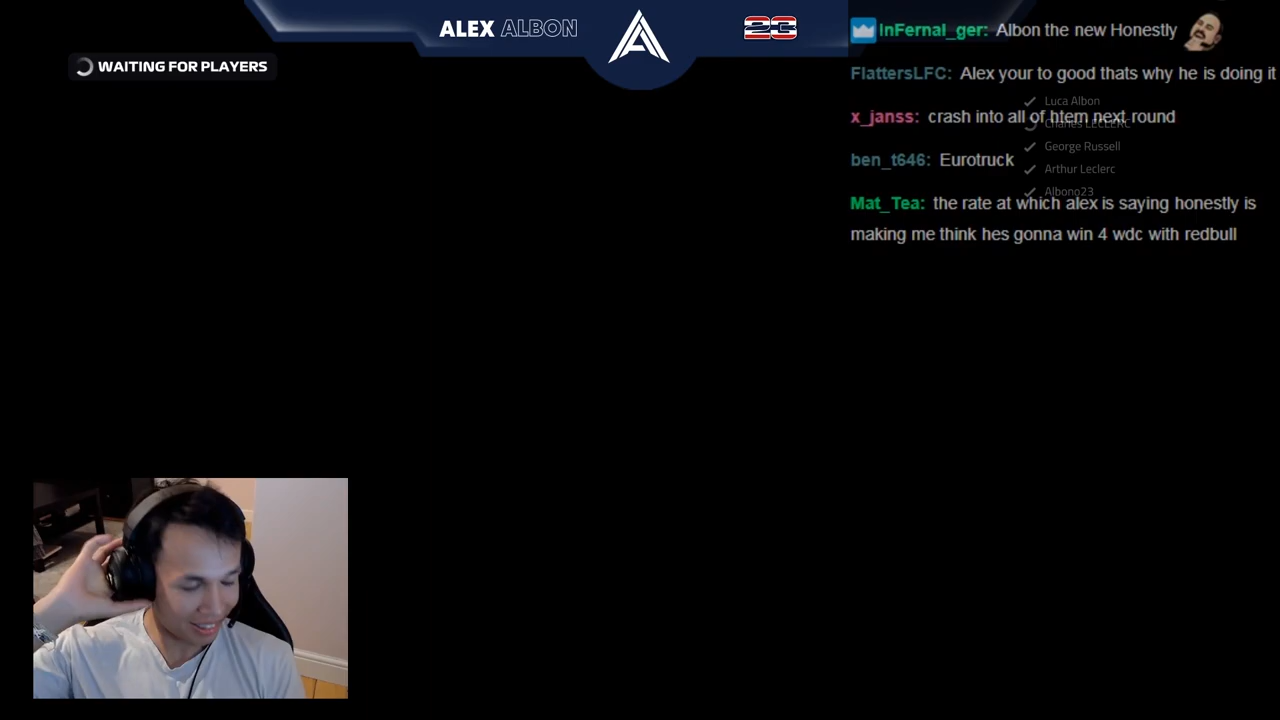 ALEX ALBON
23
WAITING FOR PLAYERS
InFernal_ger: Albon the new Honestly
FlattersLFC: Alex your to good thats why he is doing it
x_janss: crash into all of htem next round
ben_t646: Eurotruck
Mat_Tea: the rate at which alex is saying honestly is
making me think hes gonna win 4 wdc with redbull
Luca Albon
Charles LECLERC
George Russell
Arthur Leclerc
Albono23